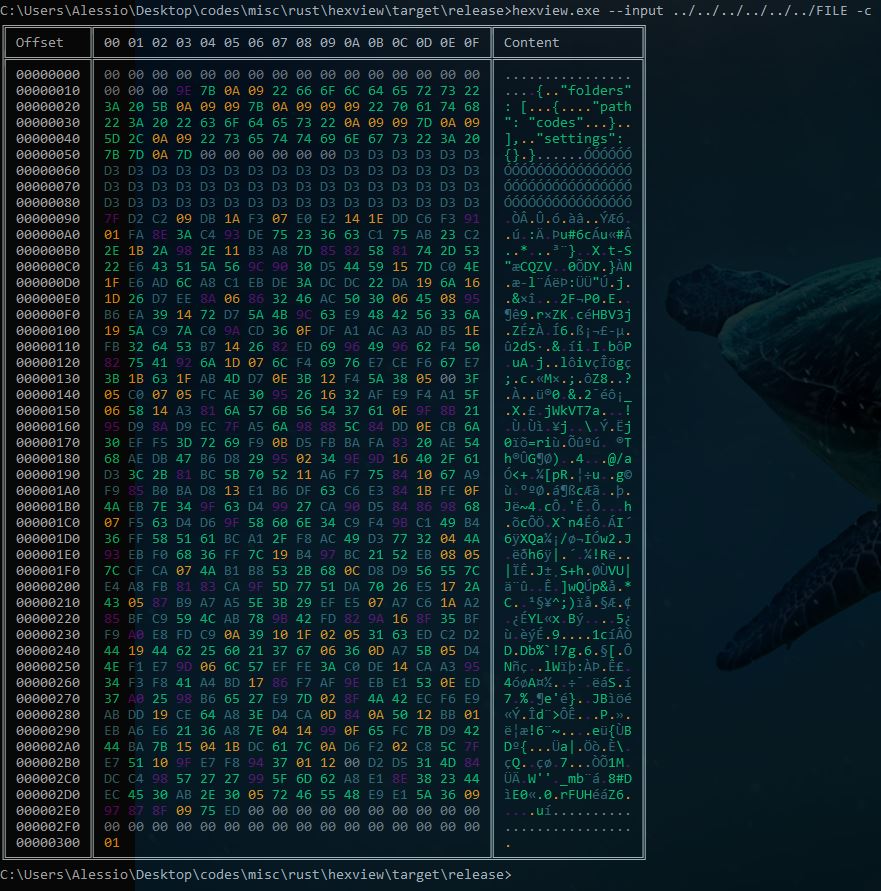 C:\Users\Alessio\Desktop\codes\misc\rust\hexview\target\release>hexview.exe --input ../../../../../../FILE -c
Offset 00 01 02 03 04 05 06 07 08 09 0A 0B 0C 0D 0E 0F Content
00000000 00 00 00 00 00 00 00 00 00 00 00 00 00 00 00 00 ................
00000010 00 00 00 9E 7B 0A 09 22 66 6F 6C 64 65 72 73 22 ....{.."folders"
00000020 3A 20 5B 0A 09 09 7B 0A 09 09 09 22 70 61 74 68 : [...{...."path
00000030 22 3A 20 22 63 6F 64 65 73 22 0A 09 09 7D 0A 09 ": "codes"...}..
00000040 5D 2C 0A 09 22 73 65 74 74 69 6E 67 73 22 3A 20 ],.."settings":
00000050 7B 7D 0A 7D 00 00 00 00 00 00 D3 D3 D3 D3 D3 D3 {}.}......ÓÓÓÓÓÓ
00000060 D3 D3 D3 D3 D3 D3 D3 D3 D3 D3 D3 D3 D3 D3 D3 D3 ÓÓÓÓÓÓÓÓÓÓÓÓÓÓÓÓ
00000070 D3 D3 D3 D3 D3 D3 D3 D3 D3 D3 D3 D3 D3 D3 D3 D3 ÓÓÓÓÓÓÓÓÓÓÓÓÓÓÓÓ
00000080 D3 D3 D3 D3 D3 D3 D3 D3 D3 D3 D3 D3 D3 D3 D3 D3 ÓÓÓÓÓÓÓÓÓÓÓÓÓÓÓÓ
00000090 7F D2 C2 09 DB 1A F3 07 E0 E2 14 1E DD C6 F3 91 .ÒÂ.Û.ó.àâ..ÝÆó.
000000A0 01 FA 8E 3A C4 93 DE 75 23 36 63 C1 75 AB 23 C2 .ú.:Ä.Þu#6cÁu«#Â
000000B0 2E 1B 2A 98 2E 11 B3 A8 7D 85 82 58 81 74 2D 53 ..*...³¨}..X.t-S
000000C0 22 E6 43 51 5A 56 9C 90 30 D5 44 59 15 7D C0 4E "æCQZV..0ÕDY.}ÀN
000000D0 1F E6 AD 6C A8 C1 EB DE 3A DC DC 22 DA 19 6A 16 .æ-l¨ÁëÞ:ÜÜ"Ú.j.
000000E0 1D 26 D7 EE 8A 06 86 32 46 AC 50 30 06 45 08 95 .&×î...2F¬P0.E..
000000F0 B6 EA 39 14 72 D7 5A 4B 9C 63 E9 48 42 56 33 6A ¶ê9.r×ZK.céHBV3j
00000100 19 5A C9 7A C0 9A CD 36 0F DF A1 AC A3 AD B5 1E .ZÉzÀ.Í6.ß¡¬£-µ.
00000110 FB 32 64 53 B7 14 26 82 ED 69 96 49 96 62 F4 50 û2dS·.&.íi.I.bôP
00000120 82 75 41 92 6A 1D 07 6C F4 69 76 E7 CE F6 67 E7 .uA.j..lôivçÎögç
00000130 3B 1B 63 1F AB 4D D7 0E 3B 12 F4 5A 38 05 00 3F ;.c.«M×.;.ôZ8..?
00000140 05 C0 07 05 FC AE 30 95 26 16 32 AF E9 F4 A1 5F .À..ü®0.&.2¯éô¡_
00000150 06 58 14 A3 81 6A 57 6B 56 54 37 61 0E 9F 8B 21 .X.£.jWkVT7a...!
00000160 95 D9 8A D9 EC 7F A5 6A 98 88 5C 84 DD 0E CB 6A .Ù.Ùì.¥j..\.Ý.Ëj
00000170 30 EF F5 3D 72 69 F9 0B D5 FB BA FA 83 20 AE 54 0ïõ=riù.Õûºú. ®T
00000180 68 AE DB 47 B6 D8 29 95 02 34 9E 9D 16 40 2F 61 h®ÛG¶Ø)..4...@/a
00000190 D3 3C 2B 81 BC 5B 70 52 11 A6 F7 75 84 10 67 A9 Ó<+.¼[pR.¦÷u..g©
000001A0 F9 85 B0 BA D8 13 E1 B6 DF 63 C6 E3 84 1B FE 0F ù.°ºØ.á¶ßcÆã..þ.
000001B0 4A EB 7E 34 9F 63 D4 99 27 CA 90 D5 84 86 98 68 Jë~4.cÔ.'Ê.Õ...h
000001C0 07 F5 63 D4 D6 9F 58 60 6E 34 C9 F4 9B C1 49 B4 .õcÔÖ.X`n4Éô.ÁI´
000001D0 36 FF 58 51 61 BC A1 2F F8 AC 49 D3 77 32 04 4A 6ÿXQa¼¡/ø¬IÓw2.J
000001E0 93 EB F0 68 36 FF 7C 19 B4 97 BC 21 52 EB 08 05 .ëðh6ÿ|.´.¼!Rë..
000001F0 7C CF CA 07 4A B1 B8 53 2B 68 0C D8 D9 56 55 7C |ÏÊ.J±¸S+h.ØÙVU|
00000200 E4 A8 FB 81 83 CA 9F 5D 77 51 DA 70 26 E5 17 2A ä¨û..Ê.]wQÚp&å.*
00000210 43 05 87 B9 A7 A5 5E 3B 29 EF E5 07 A7 C6 1A A2 C..¹§¥^;)ïå.§Æ.¢
00000220 85 BF C9 59 4C AB 78 9B 42 FD 82 9A 16 8F 35 BF .¿ÉYL«x.Bý....5¿
00000230 F9 A0 E8 FD C9 0A 39 10 1F 02 05 31 63 ED C2 D2 ù.èýÉ.9....1cíÂÒ
00000240 44 19 44 62 25 60 21 37 67 06 36 0D A7 5B 05 D4 D.Db%`!7g.6.§[.Ô
00000250 4E F1 E7 9D 06 6C 57 EF FE 3A C0 DE 14 CA A3 95 Nñç..lWïþ:ÀÞ.Ê£.
00000260 34 F3 F8 41 A4 BD 17 86 F7 AF 9E EB E1 53 0E ED
00000270 37 A0 25 98 B6 65 27 E9 7D 02 8F 4A 42 EC F6 E9 7.%.¶e'é}..JBìöé
00000280 AB DD 19 CE 64 A8 3E D4 CA 0D 84 0A 50 12 BB 01 «Ý.Îd¨>ÔÊ...P.».
00000290 EB A6 E6 21 36 A8 7E 04 14 99 0F 65 FC 7B D9 42
000002A0 44 BA 7B 15 04 1B DC 61 7C 0A D6 F2 02 C8 5C 7F Dº{...Üa|.Öò.È\.
000002B0 E7 51 10 9F E7 F8 94 37 01 12 00 D2 D5 31 4D 84
000002C0 DC C4 98 57 27 27 99 5F 6D 62 A8 E1 8E 38 23 44 ÜÄ.W''._mb¨á.8#D
000002D0 EC 45 30 AB 2E 30 05 72 46 55 48 E9 E1 5A 36 09 ìE0«.0.rFUHéáZ6.
000002E0 97 87 8F 09 75 ED 00 00 00 00 00 00 00 00 00 00 ....uí..........
000002F0 00 00 00 00 00 00 00 00 00 00 00 00 00 00 00 00 ................
00000300 01 .
C:\Users\Alessio\Desktop\codes\misc\rust\hexview\target\release>